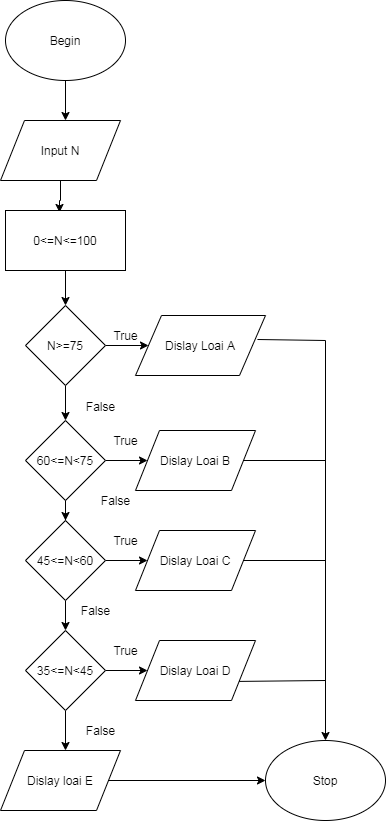 Begin
Input N
0<=N<=100
N>=75
True
Dislay Loai A
False
60<=N<75
True
Dislay Loai B
False
45<=N<60
True
Dislay Loai C
False
35<=N<45
True
Dislay Loai D
False
Dislay loai E
Stop